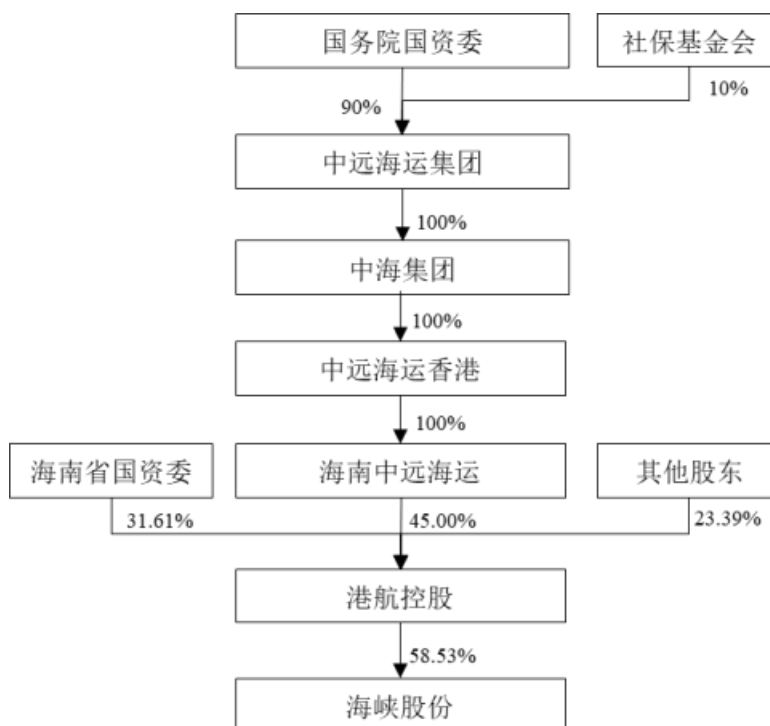 国务院国资委
社保基金会
90%
10%
中远海运集团
100%
中海集团
100%
中远海运香港
100%
海南省国资委
海南中远海运
其他股东
31.61%
45.00%
23.39%
港航控股
58.53%
海峡股份